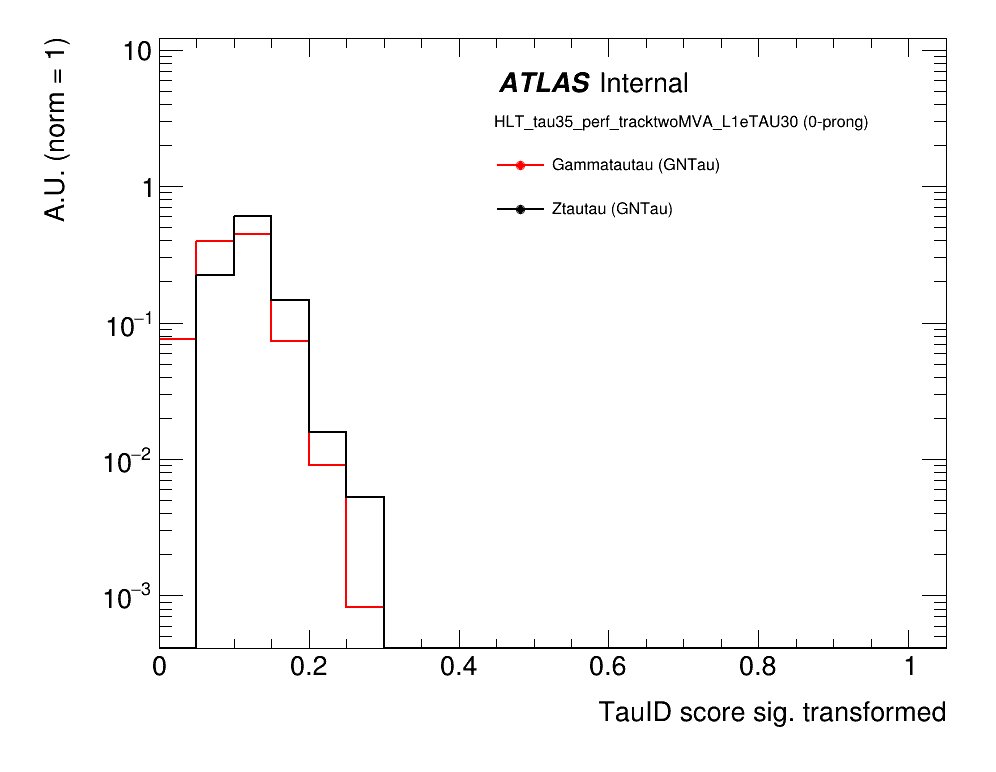 A.U. (norm = 1)
10
1
10⁻¹
10⁻²
10⁻³
ATLAS Internal
HLT_tau35_perf_tracktwoMVA_L1eTAU30 (0-prong)
Gammatautau (GNTau)
Ztautau (GNTau)
0 0.2 0.4 0.6 0.8 1
TauID score sig. transformed